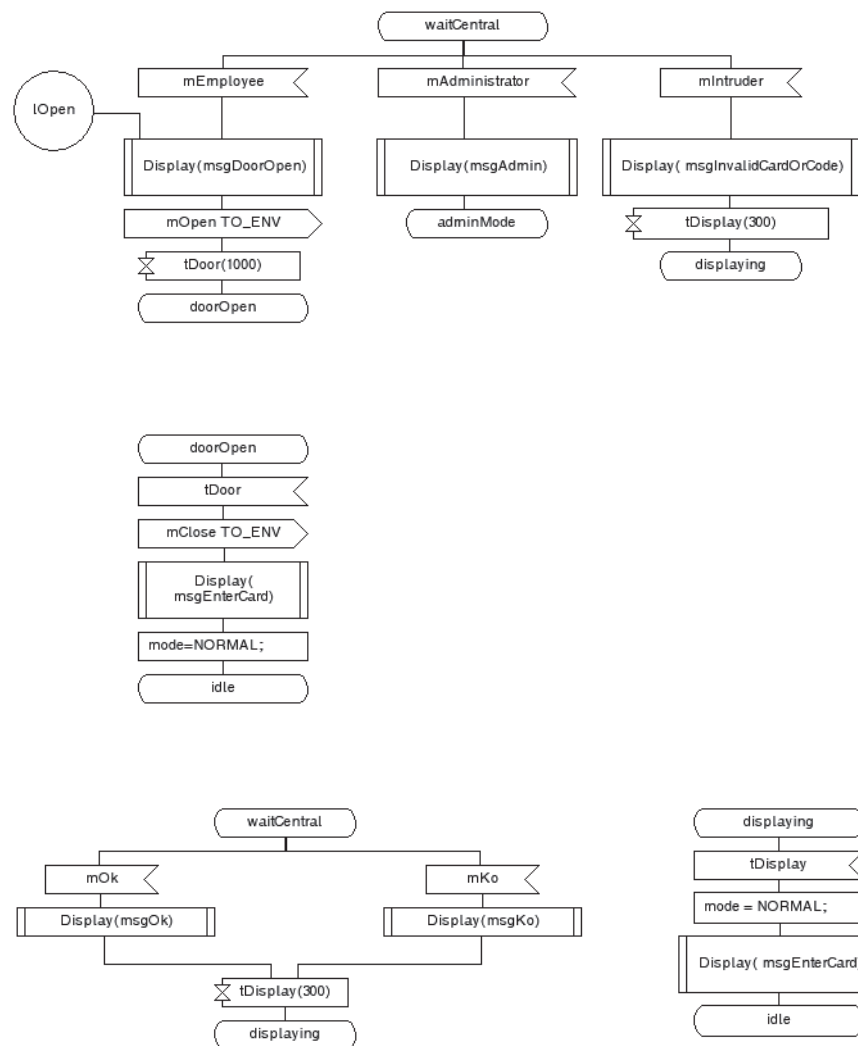 waitCentral
mEmployee
mAdministrator
mIntruder
lOpen
Display(msgDoorOpen)
Display(msgAdmin)
Display( msgInvalidCardOrCode)
mOpen TO_ENV
adminMode
tDisplay(300)
tDoor(1000)
displaying
doorOpen
doorOpen
tDoor
mClose TO_ENV
Display(
msgEnterCard)
mode=NORMAL;
idle
waitCentral
mOk
mKo
Display(msgOk)
Display(msgKo)
tDisplay(300)
displaying
displaying
tDisplay
mode = NORMAL;
Display( msgEnterCard)
idle